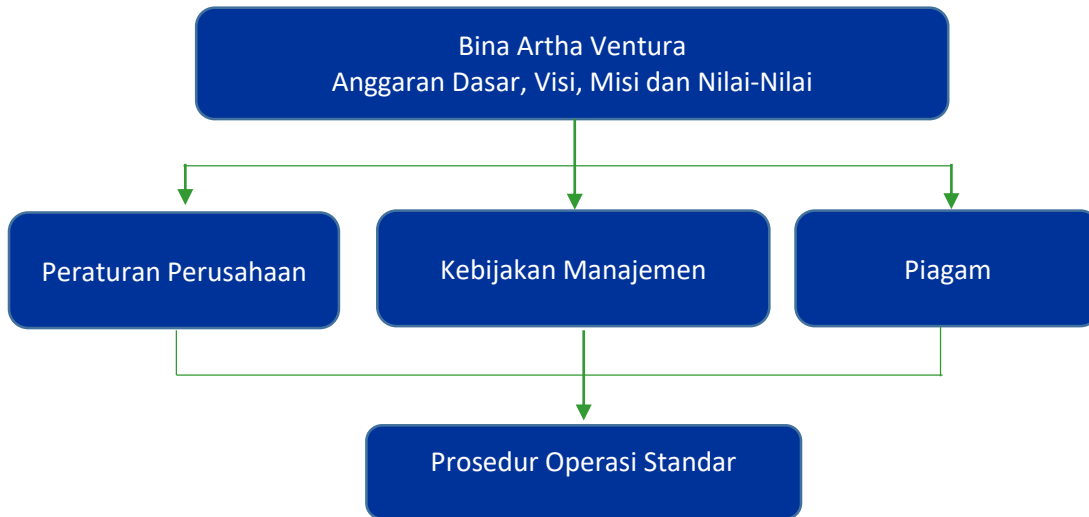 Bina Artha Ventura
Anggaran Dasar, Visi, Misi dan Nilai-Nilai
Peraturan Perusahaan
Kebijakan Manajemen
Piagam
Prosedur Operasi Standar